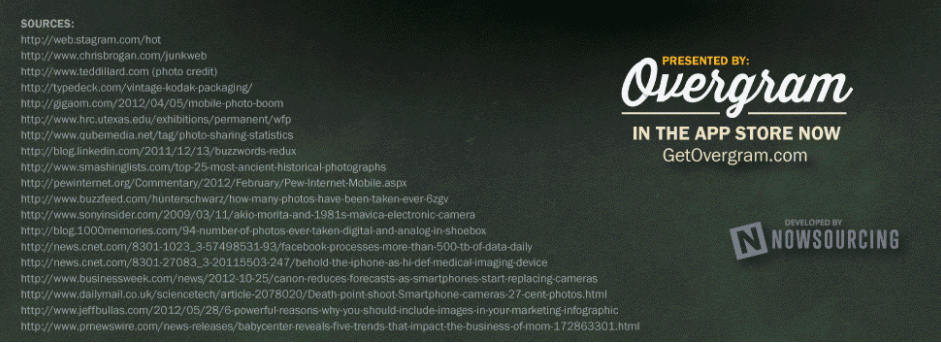 SOURCES:
http://web.stagram.com/hot
http://www.chrisbrogan.com/junkweb
http://www.teddillard.com (photo credit)
http://typedeck.com/vintage-kodak-packaging/
http://gigaom.com/2012/04/05/mobile-photo-boom
http://www.hrc.utexas.edu/exhibitions/permanent/wfp
http://www.qubemedia.net/tag/photo-sharing-statistics
http://blog.linkedin.com/2011/12/13/buzzwords-redux
http://www.smashinglists.com/top-25-most-ancient-historical-photographs
http://pewinternet.org/Commentary/2012/February/Pew-Internet-Mobile.aspx
http://www.buzzfeed.com/hunterschwarz/how-many-photos-have-been-taken-ever-6zgv
http://www.sonyinsider.com/2009/03/11/akio-morita-and-1981s-mavica-electronic-camera
http://blog.1000memories.com/94-number-of-photos-ever-taken-digital-and-analog-in-shoebox
http://news.cnet.com/8301-1023_3-57498531-93/facebook-processes-more-than-500-tb-of-data-daily
http://news.cnet.com/8301-27083_3-20115503-247/behold-the-iphone-as-hi-def-medical-imaging-device
http://www.businessweek.com/news/2012-10-25/canon-reduces-forecasts-as-smartphones-start-replacing-cameras
http://www.dailymail.co.uk/sciencetech/article-2078020/Death-point-shoot-Smartphone-cameras-27-cent-photos.html
http://www.jeffbullas.com/2012/05/28/6-powerful-reasons-why-you-should-include-images-in-your-marketing-infographic
http://www.prnewswire.com/news-releases/babycenter-reveals-five-trends-that-impact-the-business-of-mom-172863301.html
PRESENTED BY:
Overgram
IN THE APP STORE NOW
GetOvergram.com
DEVELOPED BY
N NOWSOURCING